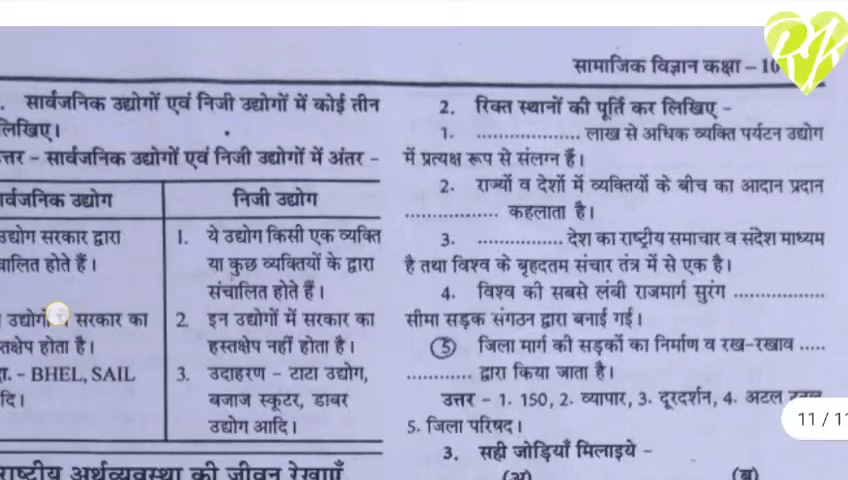 सामाजिक विज्ञान कक्षा – 10
. सार्वजनिक उद्योगों एवं निजी उद्योगों में कोई तीन
लिखिए।
त्तर – सार्वजनिक उद्योगों एवं निजी उद्योगों में अंतर –
र्वजनिक उद्योग
निजी उद्योग
उद्योग सरकार द्वारा
चालित होते हैं।
1. ये उद्योग किसी एक व्यक्ति
या कुछ व्यक्तियों के द्वारा
संचालित होते हैं।
उद्योगों सरकार का
स्तक्षेप होता है।
2. इन उद्योगों में सरकार का
हस्तक्षेप नहीं होता है।
दा. - BHEL, SAIL
दि।
3. उदाहरण – टाटा उद्योग,
बजाज स्कूटर, डाबर
उद्योग आदि।
राष्ट्रीय अर्थव्यवस्था की जीवन रेखाएँ
2. रिक्त स्थानों की पूर्ति कर लिखिए –
1. .................. लाख से अधिक व्यक्ति पर्यटन उद्योग
में प्रत्यक्ष रूप से संलग्न हैं।
2. राज्यों व देशों में व्यक्तियों के बीच का आदान प्रदान
................ कहलाता है।
3. ............... देश का राष्ट्रीय समाचार व संदेश माध्यम
है तथा विश्व के बृहदतम संचार तंत्र में से एक है।
4. विश्व की सबसे लंबी राजमार्ग सुरंग ................
सीमा सड़क संगठन द्वारा बनाई गई।
5 जिला मार्ग की सड़कों का निर्माण व रख-रखाव .....
............ द्वारा किया जाता है।
उत्तर – 1. 150, 2. व्यापार, 3. दूरदर्शन, 4. अटल टनल
5. जिला परिषद।
3. सही जोड़ियाँ मिलाइये –
(अ) (ब)
RK
11 / 11